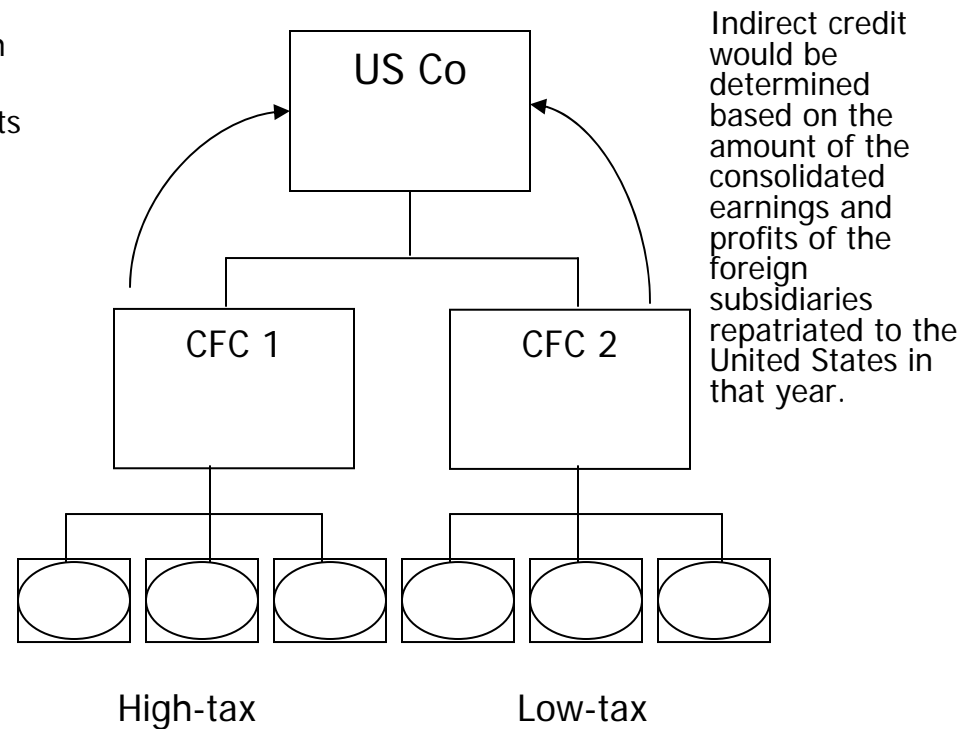 US Co
Indirect credit
would be
determined
based on the
amount of the
consolidated
earnings and
profits of the
foreign
subsidiaries
repatriated to the
United States in
that year.
CFC 1
CFC 2
High-tax
Low-tax